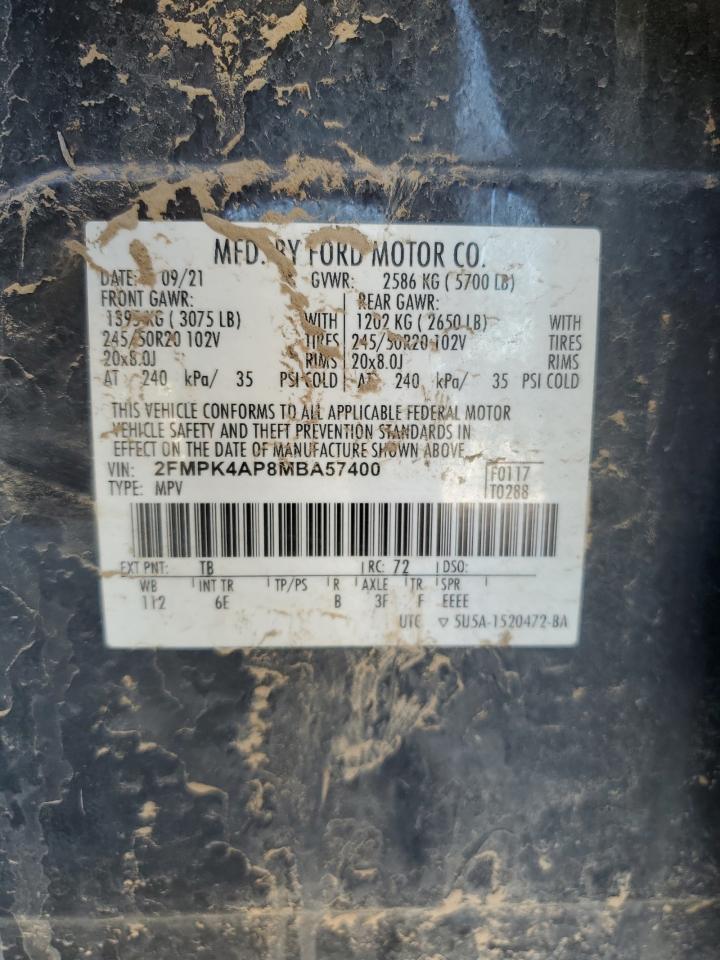 MFD. BY FORD MOTOR CO.
DATE: 09/21 GVWR: 2586 KG ( 5700 LB)
FRONT GAWR: REAR GAWR:
1395 KG ( 3075 LB) WITH 1202 KG ( 2650 LB) WITH
245/50R20 102V TIRES 245/50R20 102V TIRES
20x8.0J RIMS 20x8.0J RIMS
AT 240 kPa/ 35 PSI COLD AT 240 kPa/ 35 PSI COLD
THIS VEHICLE CONFORMS TO ALL APPLICABLE FEDERAL MOTOR
VEHICLE SAFETY AND THEFT PREVENTION STANDARDS IN
EFFECT ON THE DATE OF MANUFACTURE SHOWN ABOVE.
VIN: 2FMPK4AP8MBA57400 F0117
TYPE: MPV T0288
EXT PNT: TB RC: 72 DSO:
WB INT TR TP/PS R AXLE TR SPR
112 6E B 3F F EEEE
UTC ▽ 5U5A-1520472-BA